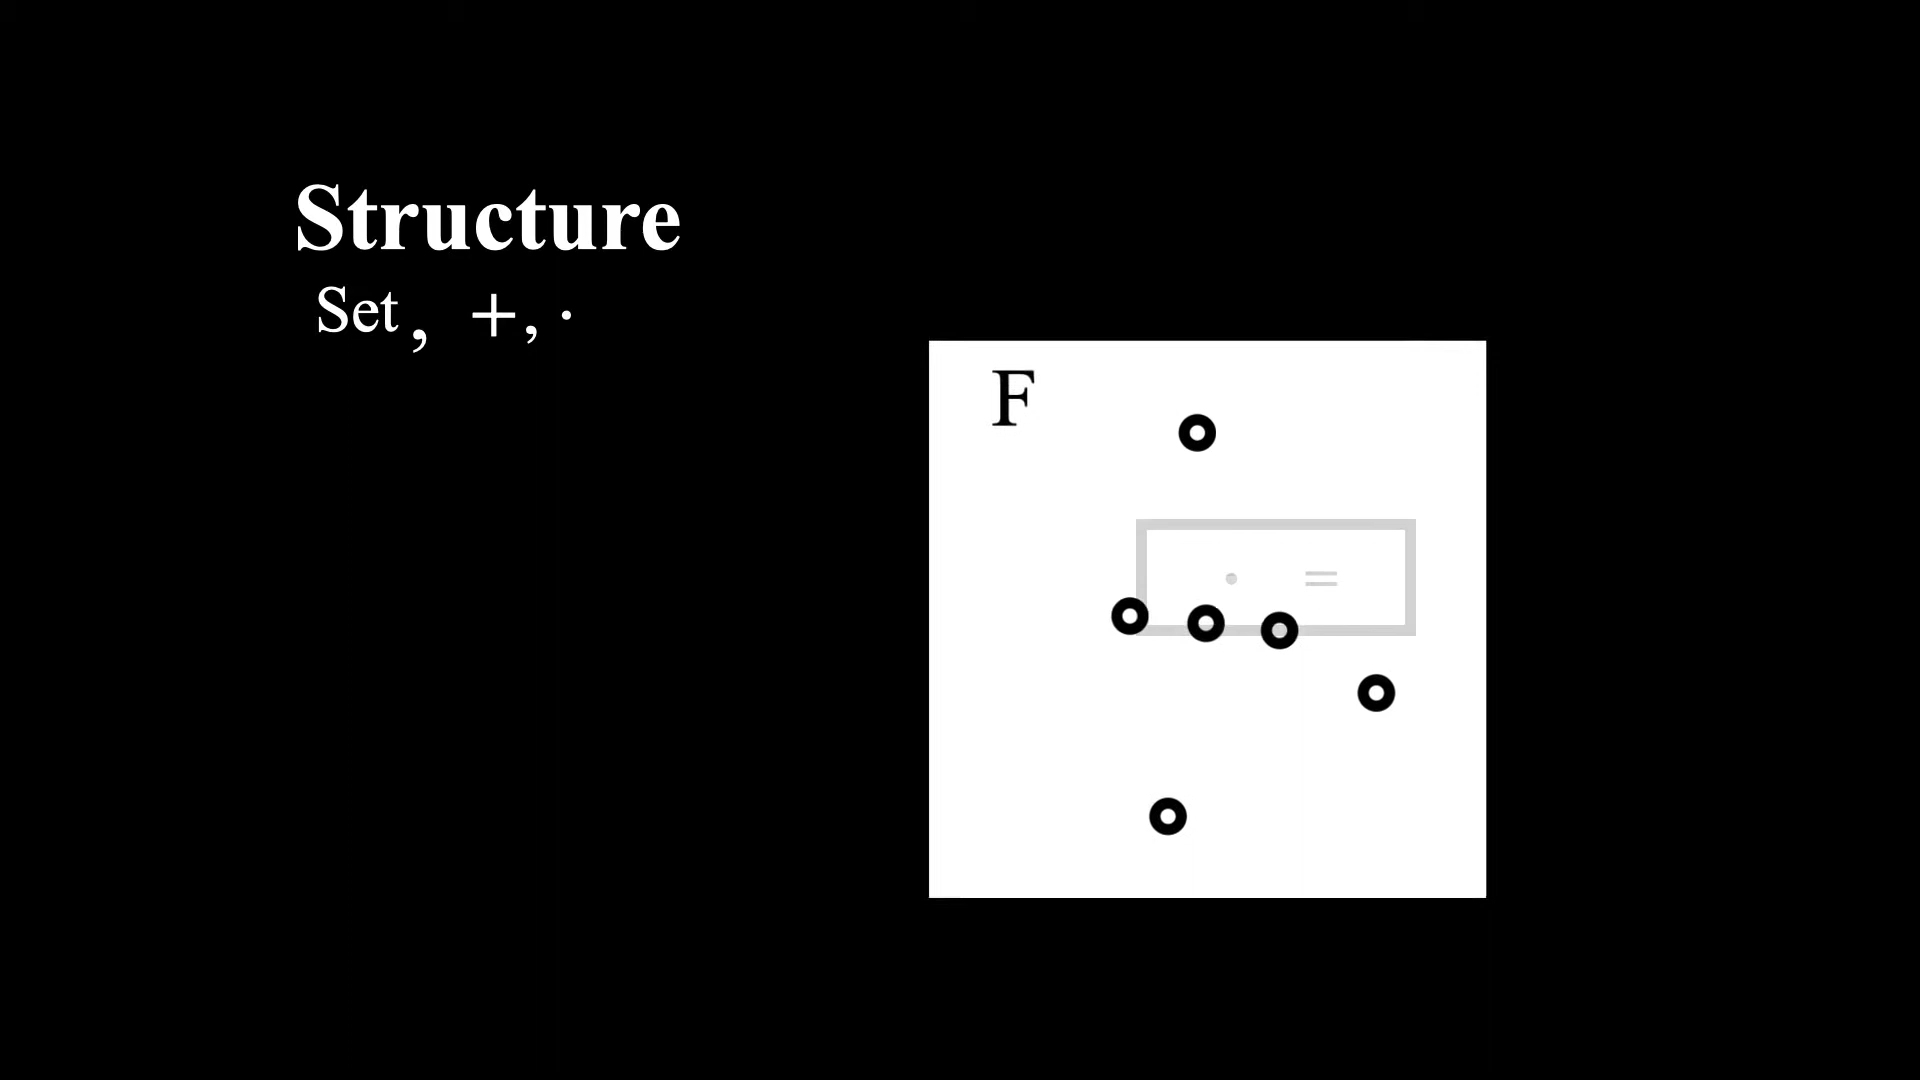 Structure
Set, +, ·
F
· =